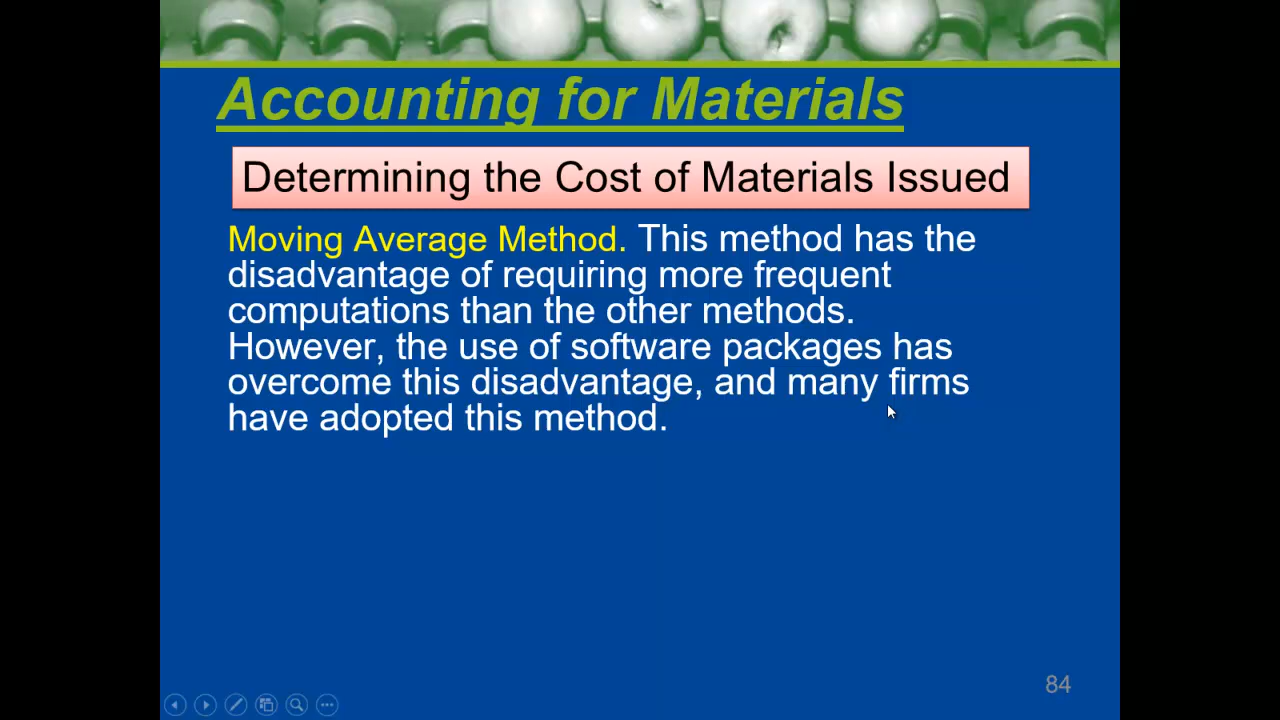 Accounting for Materials
Determining the Cost of Materials Issued
Moving Average Method. This method has the
disadvantage of requiring more frequent
computations than the other methods.
However, the use of software packages has
overcome this disadvantage, and many firms
have adopted this method.
84